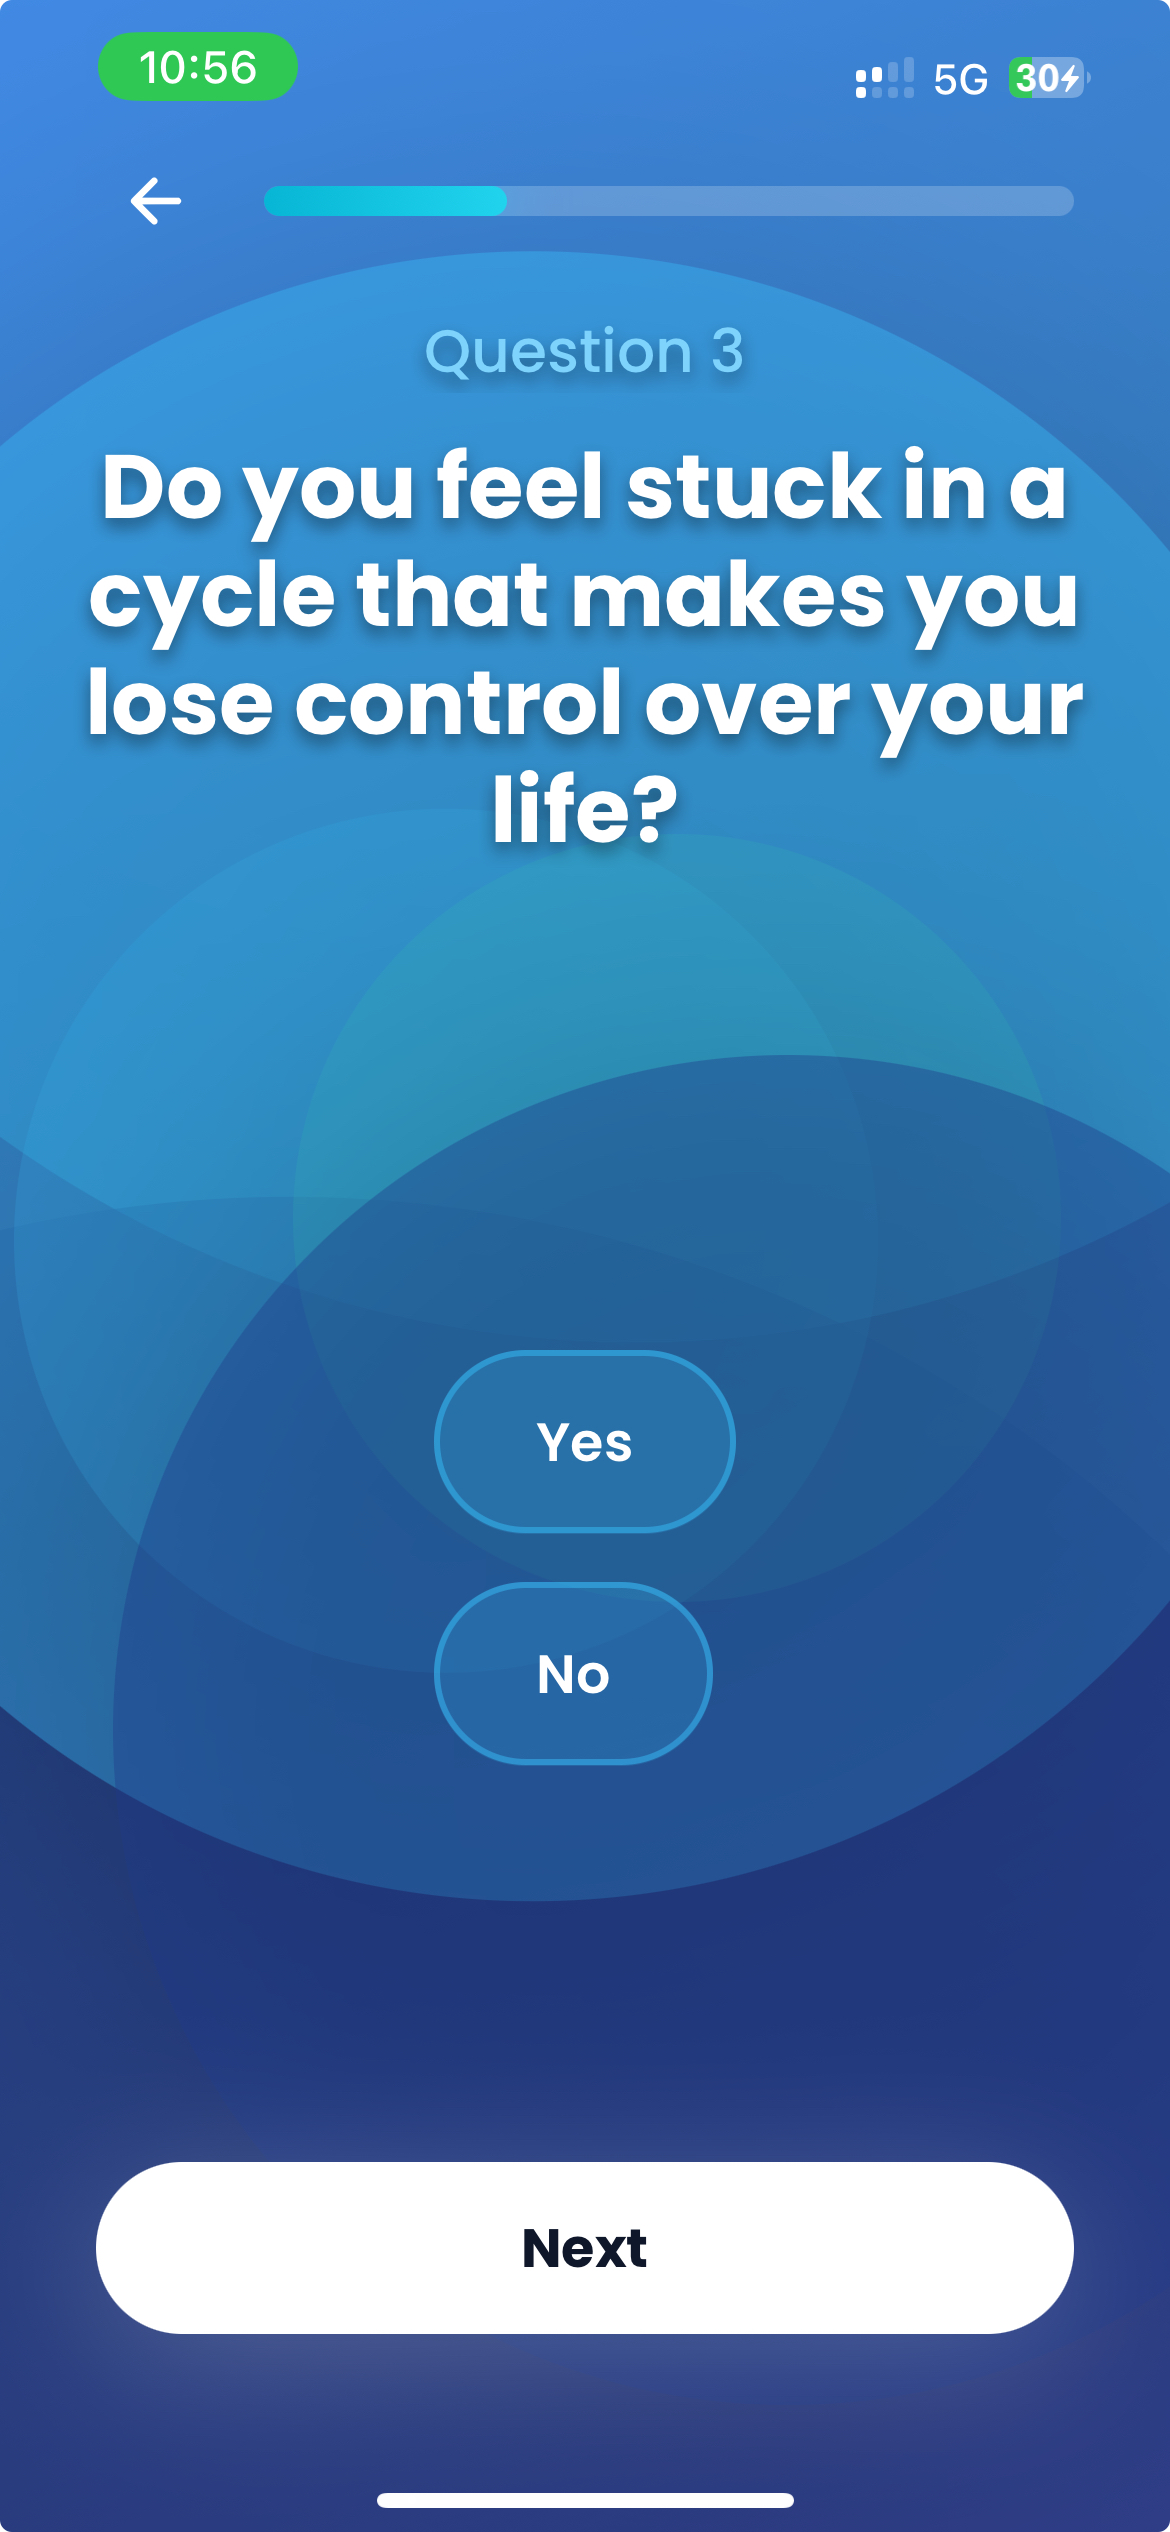 10:56
5G
30
Question 3
Do you feel stuck in a
cycle that makes you
lose control over your
life?
Yes
No
Next